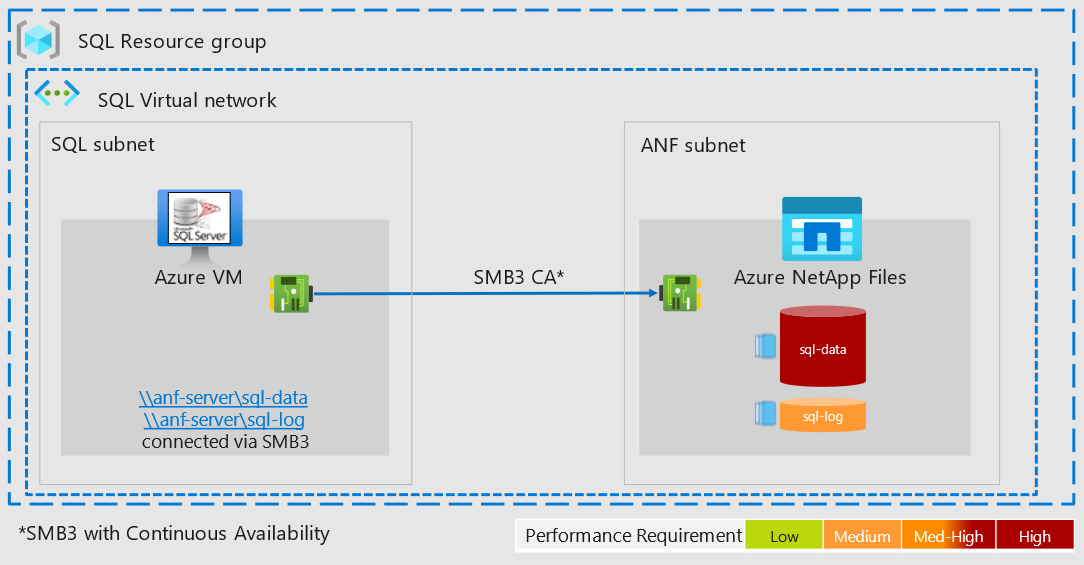 SQL Resource group
SQL Virtual network
SQL subnet
ANF subnet
SQL Server
Azure VM
SMB3 CA*
Azure NetApp Files
sql-data
\\anf-server\sql-data
\\anf-server\sql-log
connected via SMB3
sql-log
*SMB3 with Continuous Availability
Performance Requirement Low Medium Med-High High